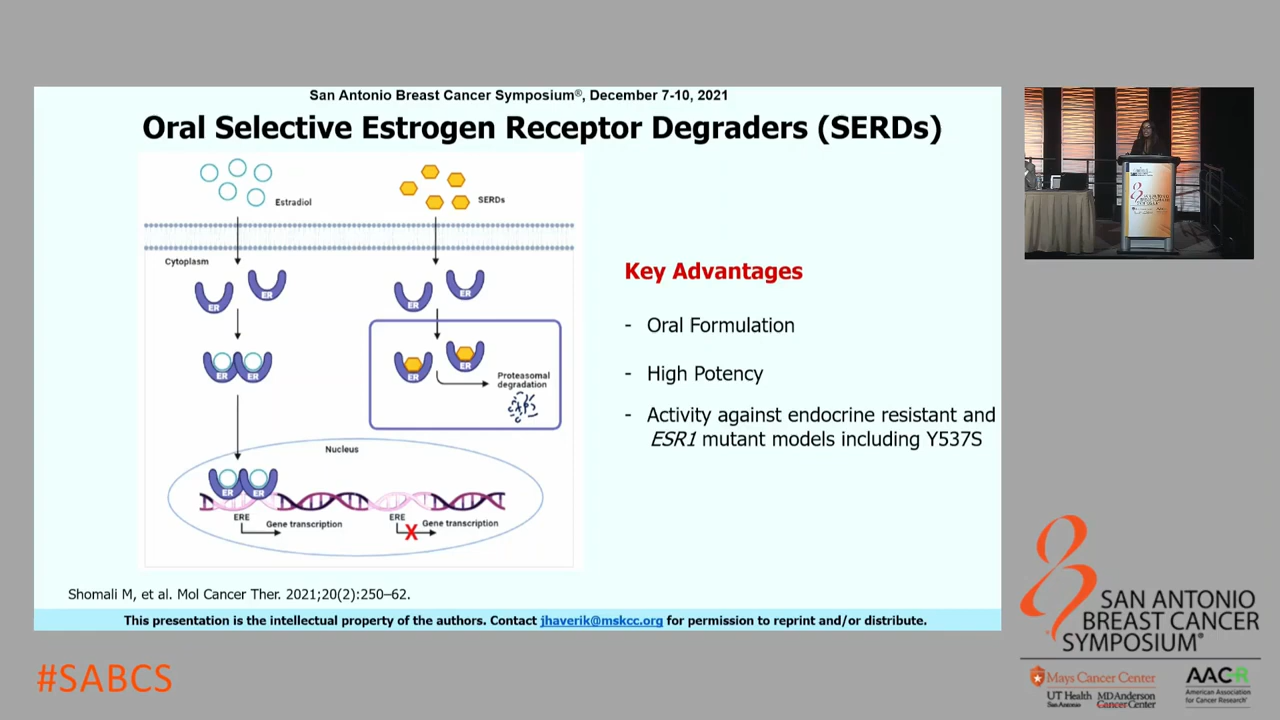 San Antonio Breast Cancer Symposium®, December 7-10, 2021
Oral Selective Estrogen Receptor Degraders (SERDs)
Estradiol
SERDs
Cytoplasm
ER
ER
ER
ER
ER ER
ER
ER
Proteasomal
degradation
Nucleus
ER ER
ERE
Gene transcription
ERE
X
Gene transcription
Key Advantages
- Oral Formulation
- High Potency
- Activity against endocrine resistant and
ESR1 mutant models including Y537S
Shomali M, et al. Mol Cancer Ther. 2021;20(2):250–62.
This presentation is the intellectual property of the authors. Contact jhaverik@mskcc.org for permission to reprint and/or distribute.
#SABCS
SAN ANTONIO
BREAST CANCER
SYMPOSIUM®
Mays Cancer Center
UT Health
San Antonio
MD Anderson
Cancer Center
AACR
American Association
for Cancer Research